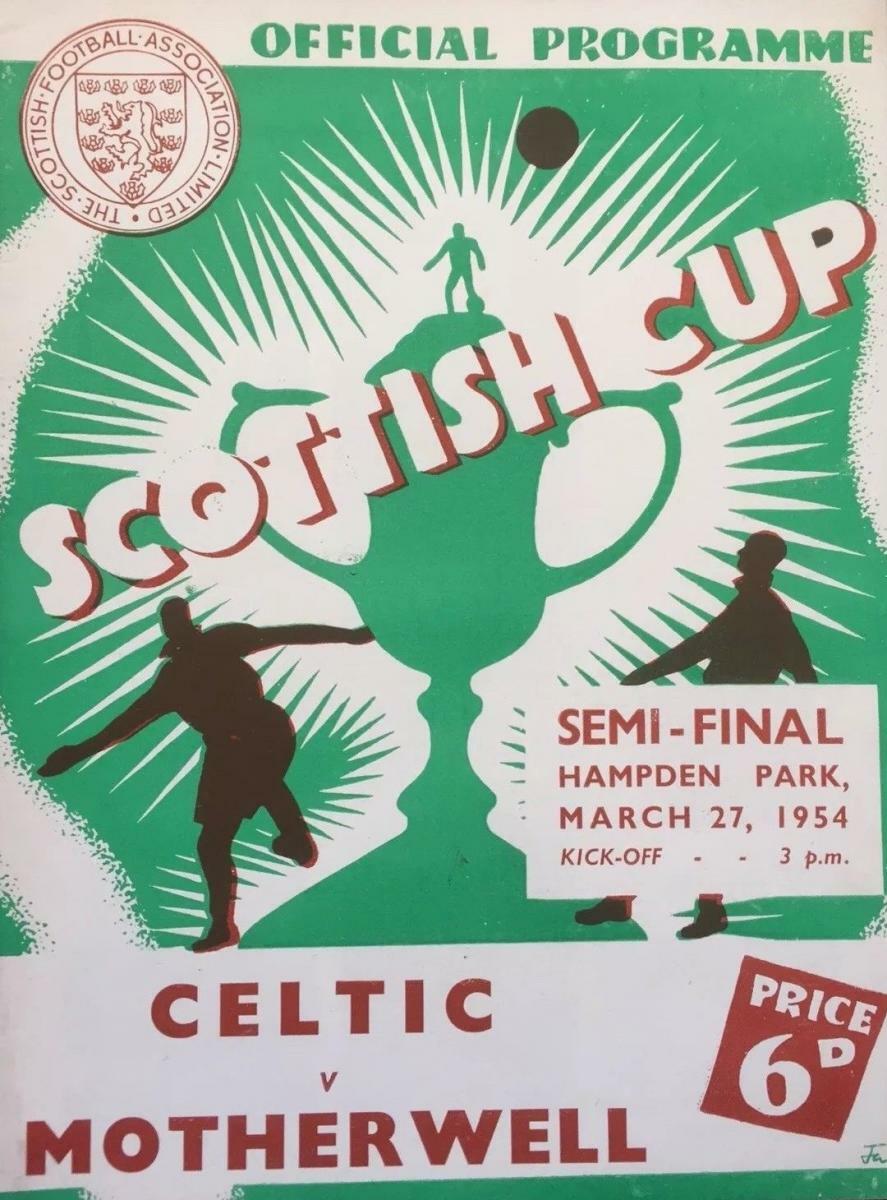 OFFICIAL PROGRAMME
THE · SCOTTISH · FOOTBALL · ASSOCIATION · LIMITED ·
SCOTTISH CUP
SEMI-FINAL
HAMPDEN PARK,
MARCH 27, 1954
KICK-OFF - - 3 p.m.
CELTIC
v
MOTHERWELL
PRICE
6D